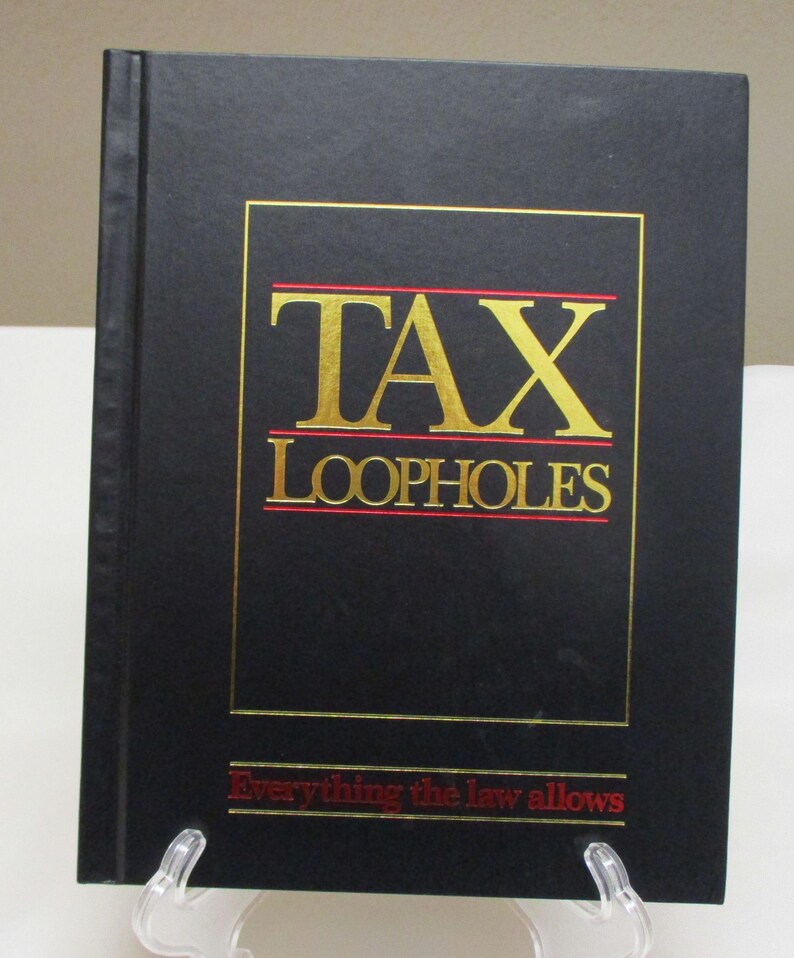 TAX
LOOPHOLES
Everything the law allows